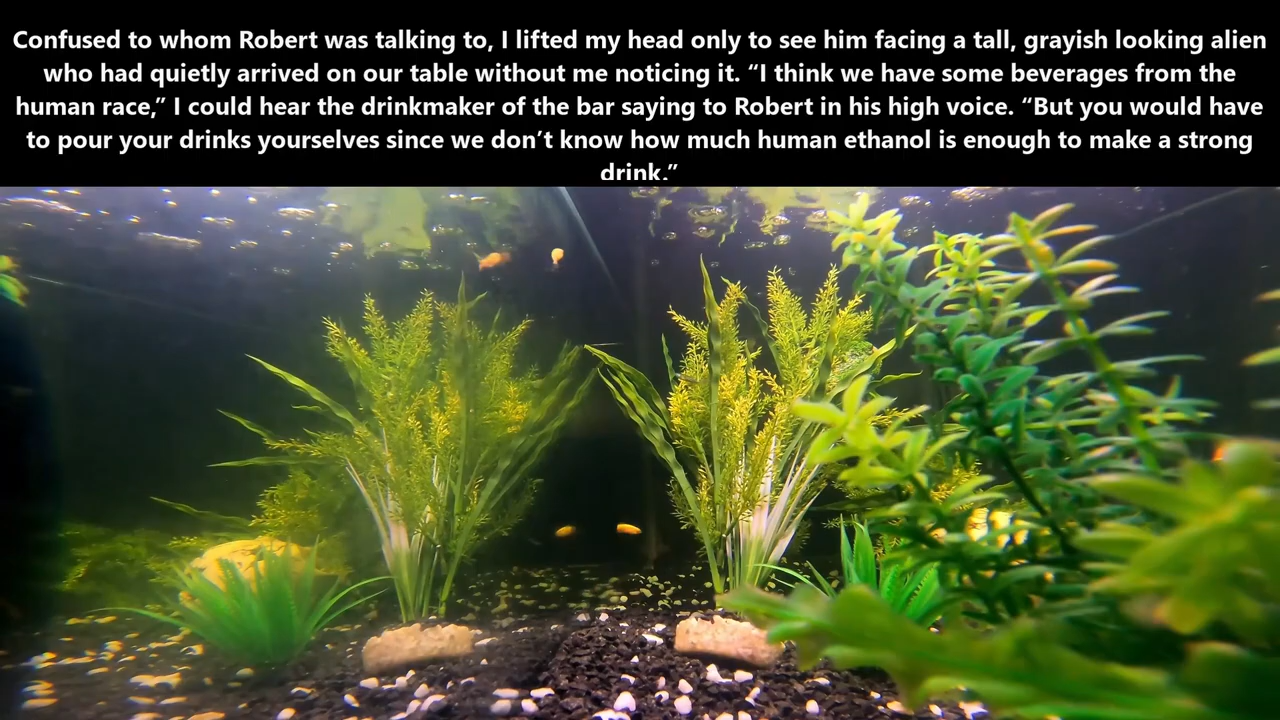 Confused to whom Robert was talking to, I lifted my head only to see him facing a tall, grayish looking alien
who had quietly arrived on our table without me noticing it. “I think we have some beverages from the
human race,” I could hear the drinkmaker of the bar saying to Robert in his high voice. “But you would have
to pour your drinks yourselves since we don’t know how much human ethanol is enough to make a strong
drink.”